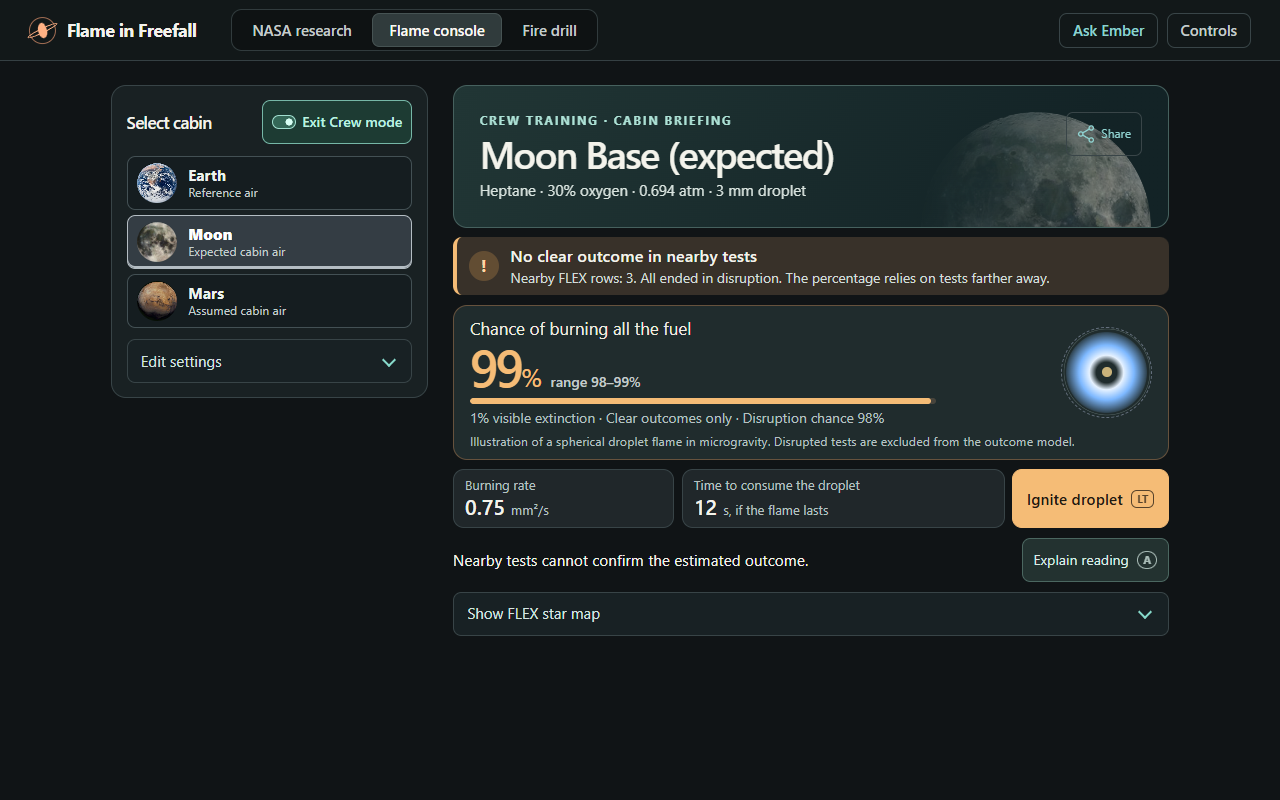 Flame in Freefall
NASA research
Flame console
Fire drill
Ask Ember
Controls
Select cabin
Exit Crew mode
Earth
Reference air
Moon
Expected cabin air
Mars
Assumed cabin air
Edit settings
CREW TRAINING · CABIN BRIEFING
Moon Base (expected)
Heptane · 30% oxygen · 0.694 atm · 3 mm droplet
Share
!
No clear outcome in nearby tests
Nearby FLEX rows: 3. All ended in disruption. The percentage relies on tests farther away.
Chance of burning all the fuel
99% range 98–99%
1% visible extinction · Clear outcomes only · Disruption chance 98%
Illustration of a spherical droplet flame in microgravity. Disrupted tests are excluded from the outcome model.
Burning rate
0.75 mm²/s
Time to consume the droplet
12 s, if the flame lasts
Ignite droplet LT
Nearby tests cannot confirm the estimated outcome.
Explain reading A
Show FLEX star map